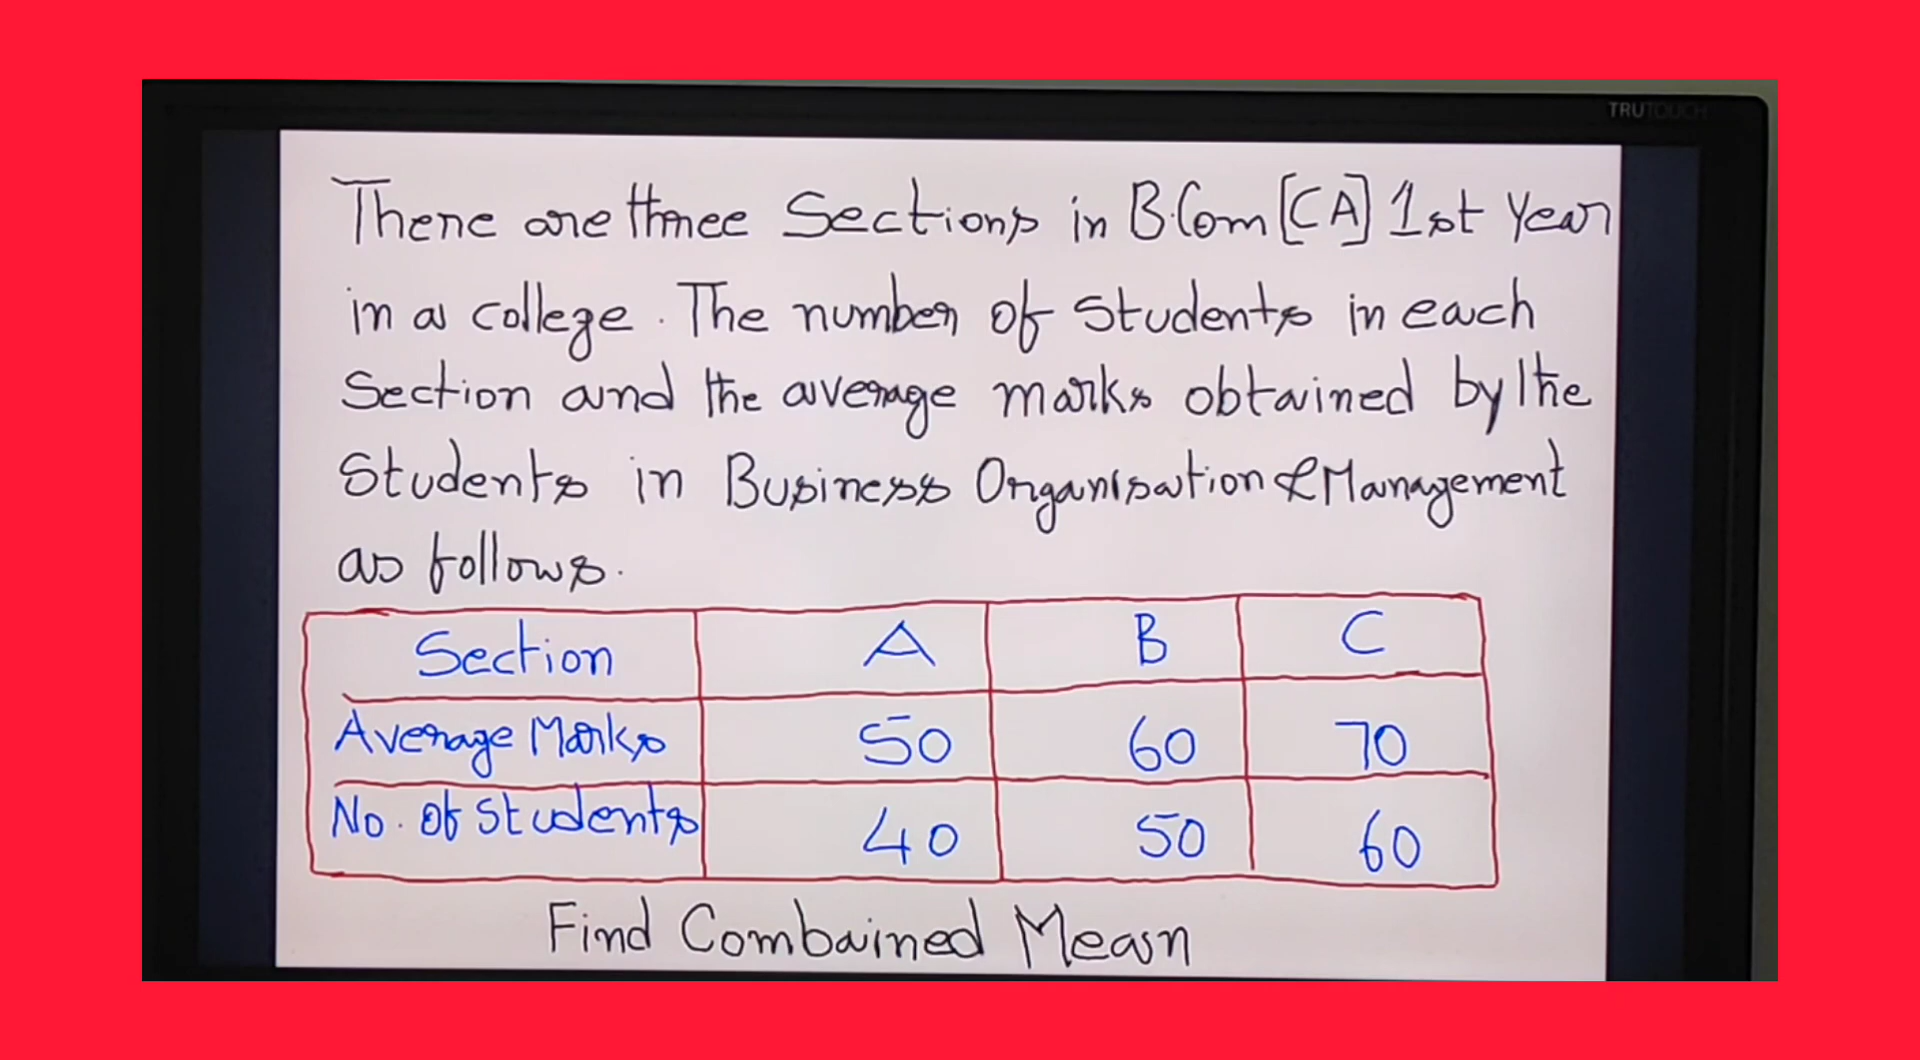 TRUTOUCH
There are three Sections in B.Com [CA] 1st Year
in a college. The number of Students in each
Section and the average marks obtained by the
Students in Business Organisation & Management
as follows.
Section A B C
Average Marks 50 60 70
No. of Students 40 50 60
Find Combained Mean